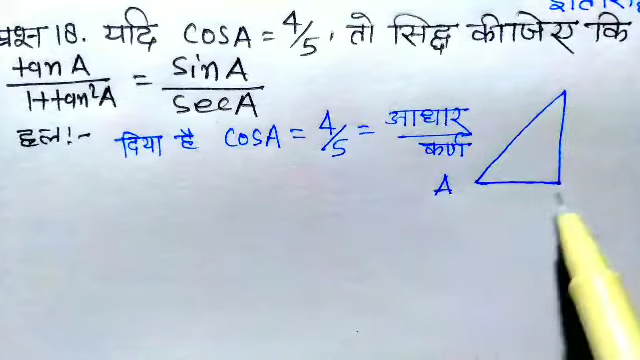 प्रश्न 18. यदि COSA = 4/5, तो सिद्ध कीजिए कि
tanA / 1+tan²A = SinA / SecA
हल:- दिया है COSA = 4/5 = आधार / कर्ण
A